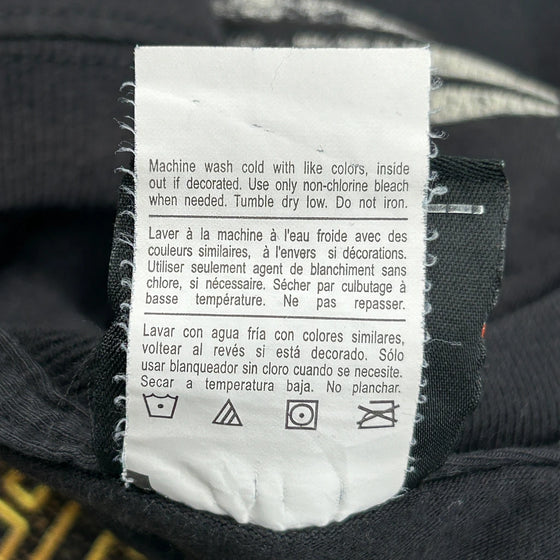 Machine wash cold with like colors, inside
out if decorated. Use only non-chlorine bleach
when needed. Tumble dry low. Do not iron.
Laver à la machine à l'eau froide avec des
couleurs similaires, à l'envers si décorations.
Utiliser seulement agent de blanchiment sans
chlore, si nécessaire. Sécher par culbutage à
basse température. Ne pas repasser.
Lavar con agua fría con colores similares,
voltear al revés si está decorado. Sólo
usar blanqueador sin cloro cuando se necesite.
Secar a temperatura baja. No planchar.